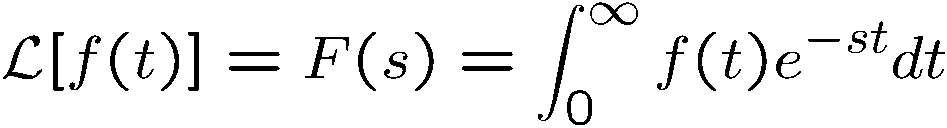 ℒ[f(t)] = F(s) = ∫₀^∞ f(t)e^{-st}dt